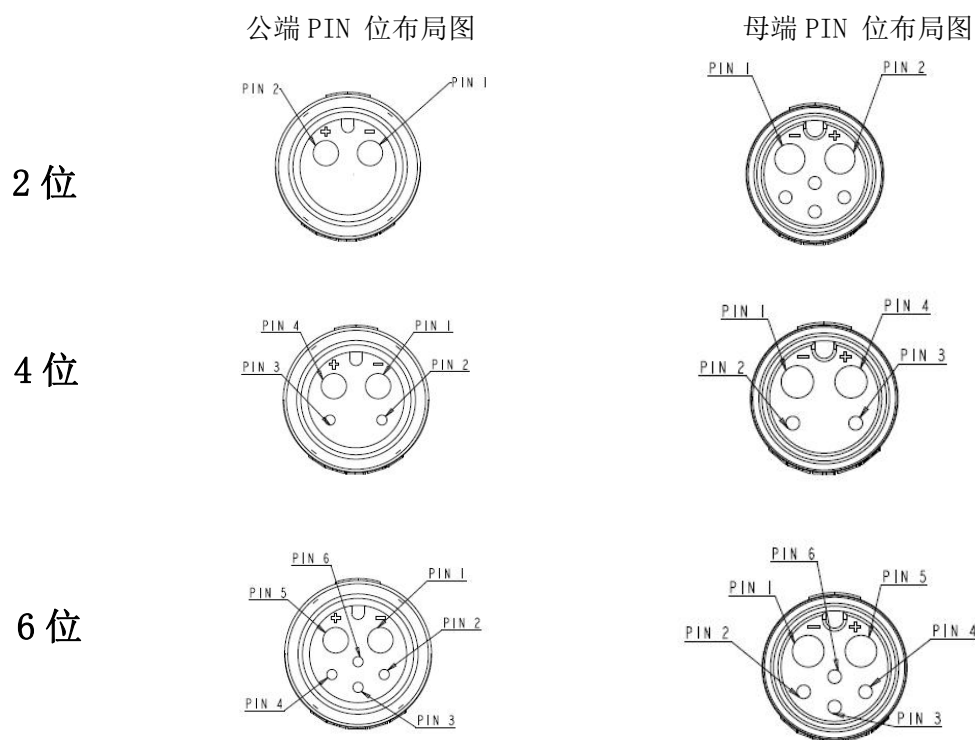 公端 PIN 位布局图
母端 PIN 位布局图
2 位
PIN 2
PIN 1
+ -
PIN 1
PIN 2
- +
4 位
PIN 4
PIN 1
+ -
PIN 3
PIN 2
PIN 1
PIN 4
- +
PIN 2
PIN 3
6 位
PIN 6
PIN 5
PIN 1
+ -
PIN 2
PIN 4
PIN 3
PIN 6
PIN 1
PIN 5
- +
PIN 2
PIN 4
PIN 3